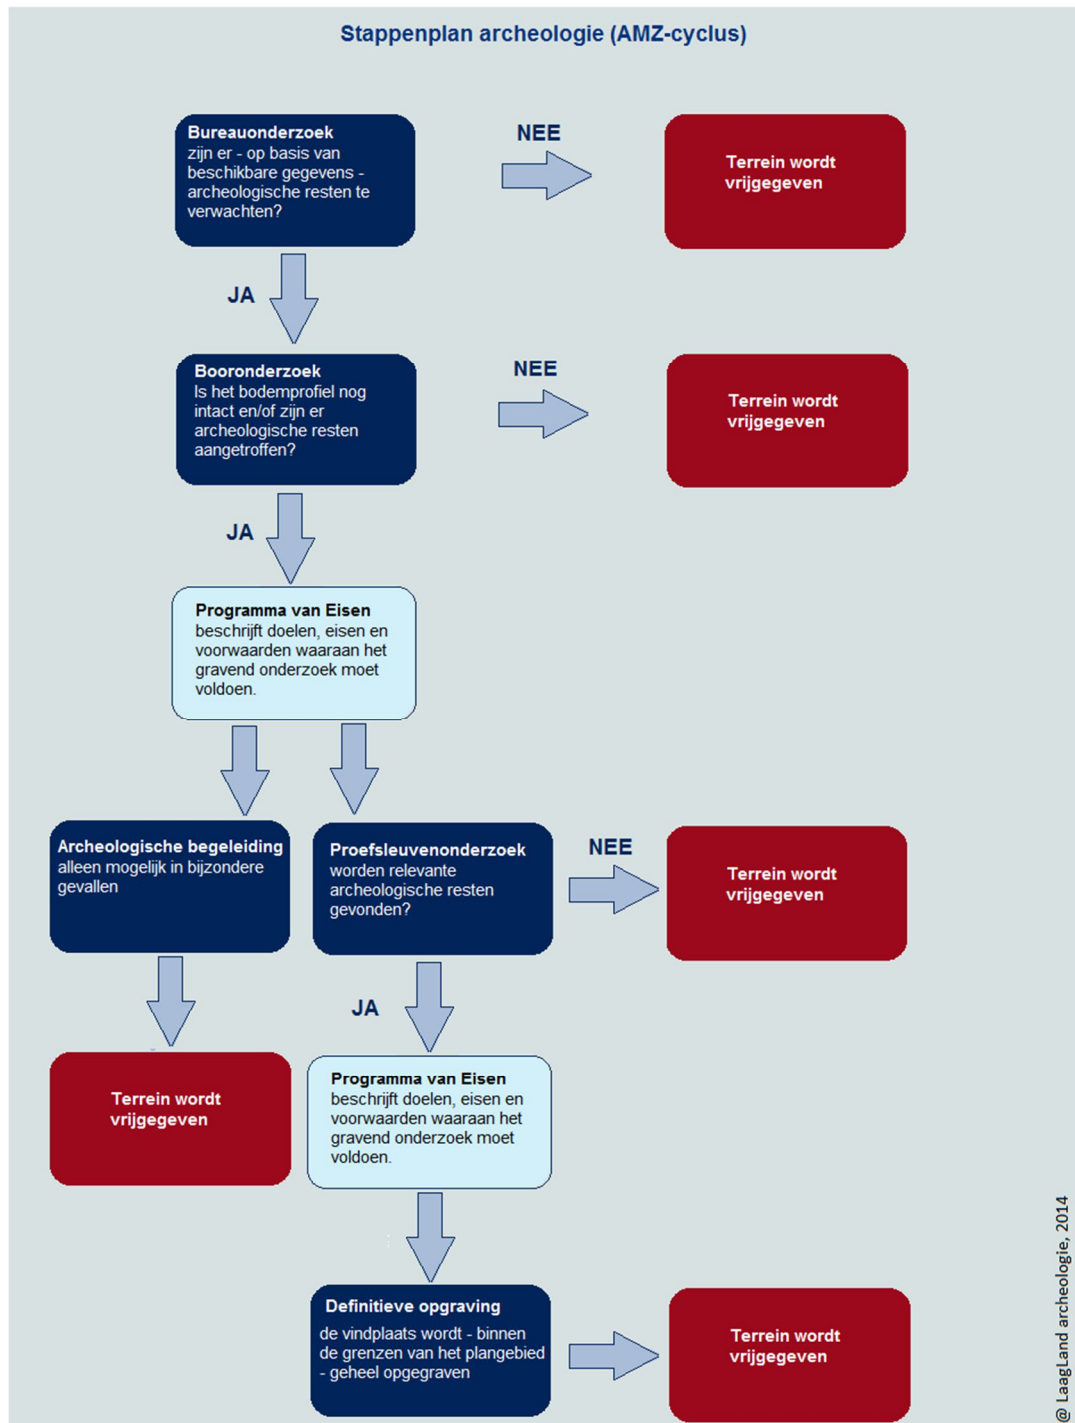 Stappenplan archeologie (AMZ-cyclus)
Bureauonderzoek
zijn er - op basis van
beschikbare gegevens -
archeologische resten te
verwachten?
NEE
Terrein wordt
vrijgegeven
JA
Booronderzoek
Is het bodemprofiel nog
intact en/of zijn er
archeologische resten
aangetroffen?
NEE
Terrein wordt
vrijgegeven
JA
Programma van Eisen
beschrijft doelen, eisen en
voorwaarden waaraan het
gravend onderzoek moet
voldoen.
Archeologische begeleiding
alleen mogelijk in bijzondere
gevallen
Proefsleuvenonderzoek
worden relevante
archeologische resten
gevonden?
NEE
Terrein wordt
vrijgegeven
JA
Terrein wordt
vrijgegeven
Programma van Eisen
beschrijft doelen, eisen en
voorwaarden waaraan het
gravend onderzoek moet
voldoen.
Definitieve opgraving
de vindplaats wordt - binnen
de grenzen van het plangebied
- geheel opgegraven
Terrein wordt
vrijgegeven
@ LaagLand archeologie, 2014